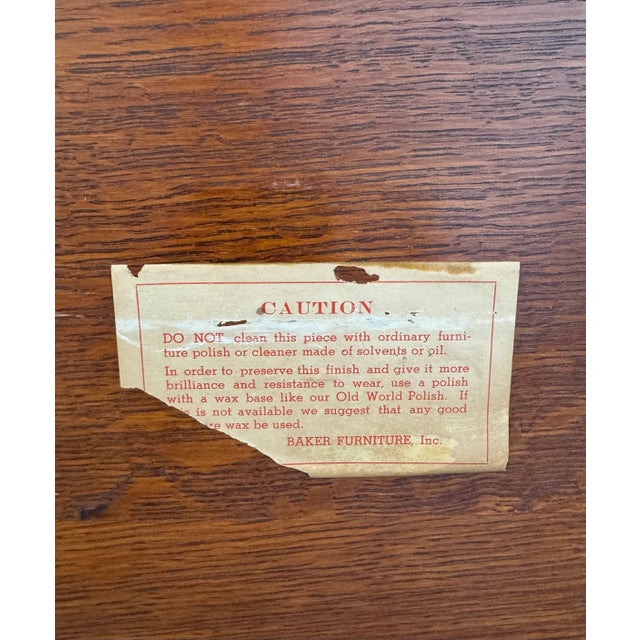 CAUTION
DO NOT clean this piece with ordinary furni-
ture polish or cleaner made of solvents or oil.
In order to preserve this finish and give it more
brilliance and resistance to wear, use a polish
with a wax base like our Old World Polish. If
is not available we suggest that any good
wax be used.
BAKER FURNITURE, Inc.